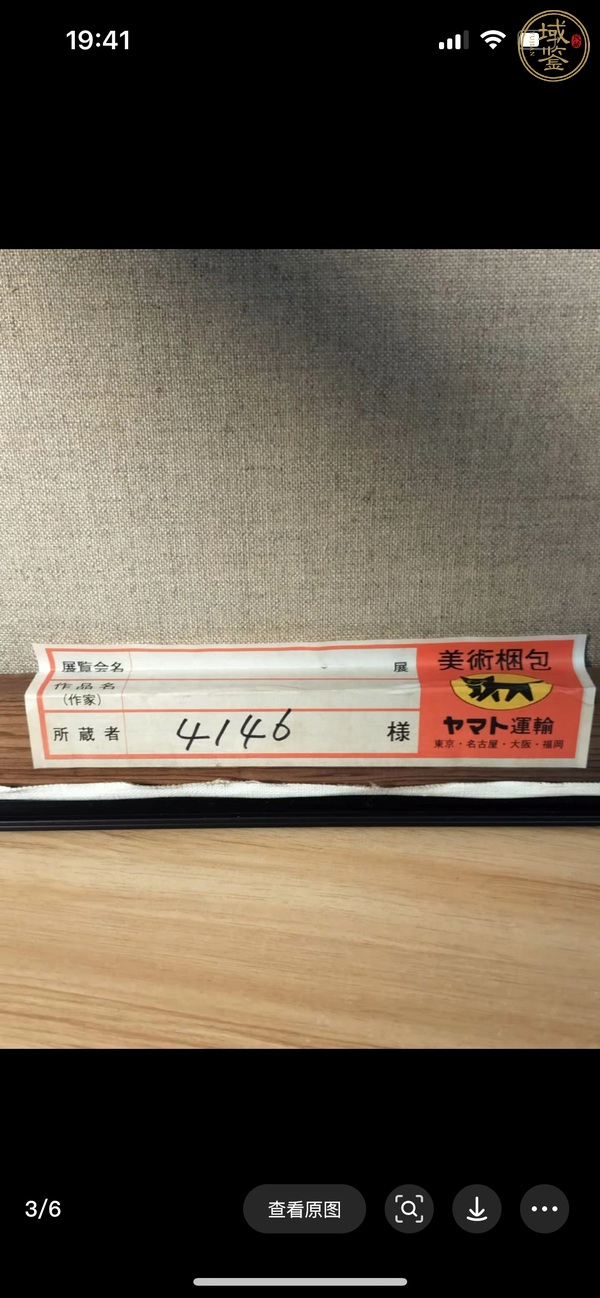 19:41
域鉴
展覧会名 展
作品名
(作家)
所蔵者 4146 様
美術梱包
ヤマト運輸
東京・名古屋・大阪・福岡
3/6
查看原图